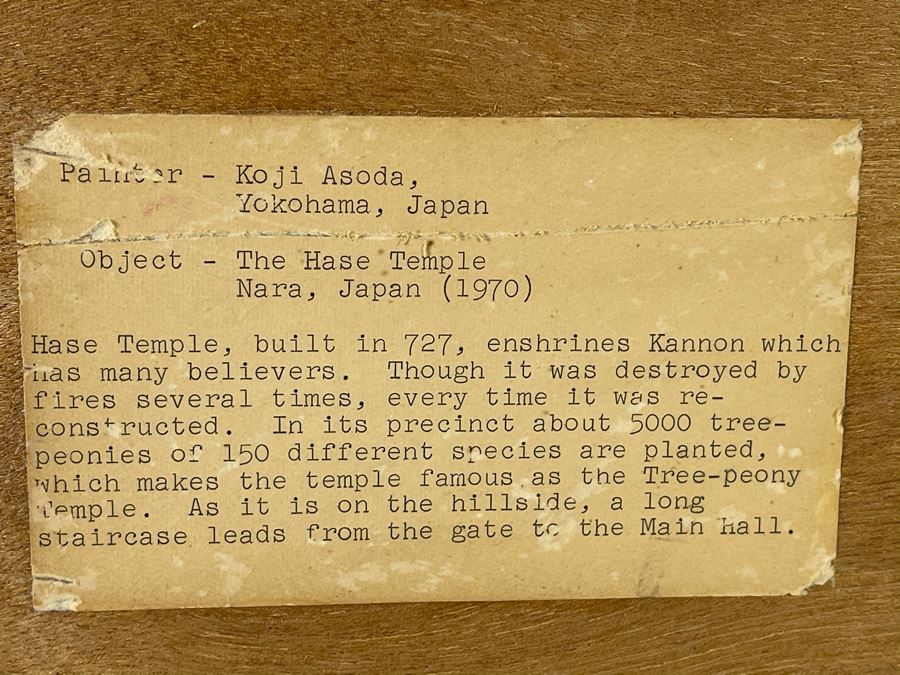 Painter - Koji Asoda,
Yokohama, Japan
Object - The Hase Temple
Nara, Japan (1970)
Hase Temple, built in 727, enshrines Kannon which
has many believers. Though it was destroyed by
fires several times, every time it was re-
constructed. In its precinct about 5000 tree-
peonies of 150 different species are planted,
which makes the temple famous as the Tree-peony
Temple. As it is on the hillside, a long
staircase leads from the gate to the Main Hall.